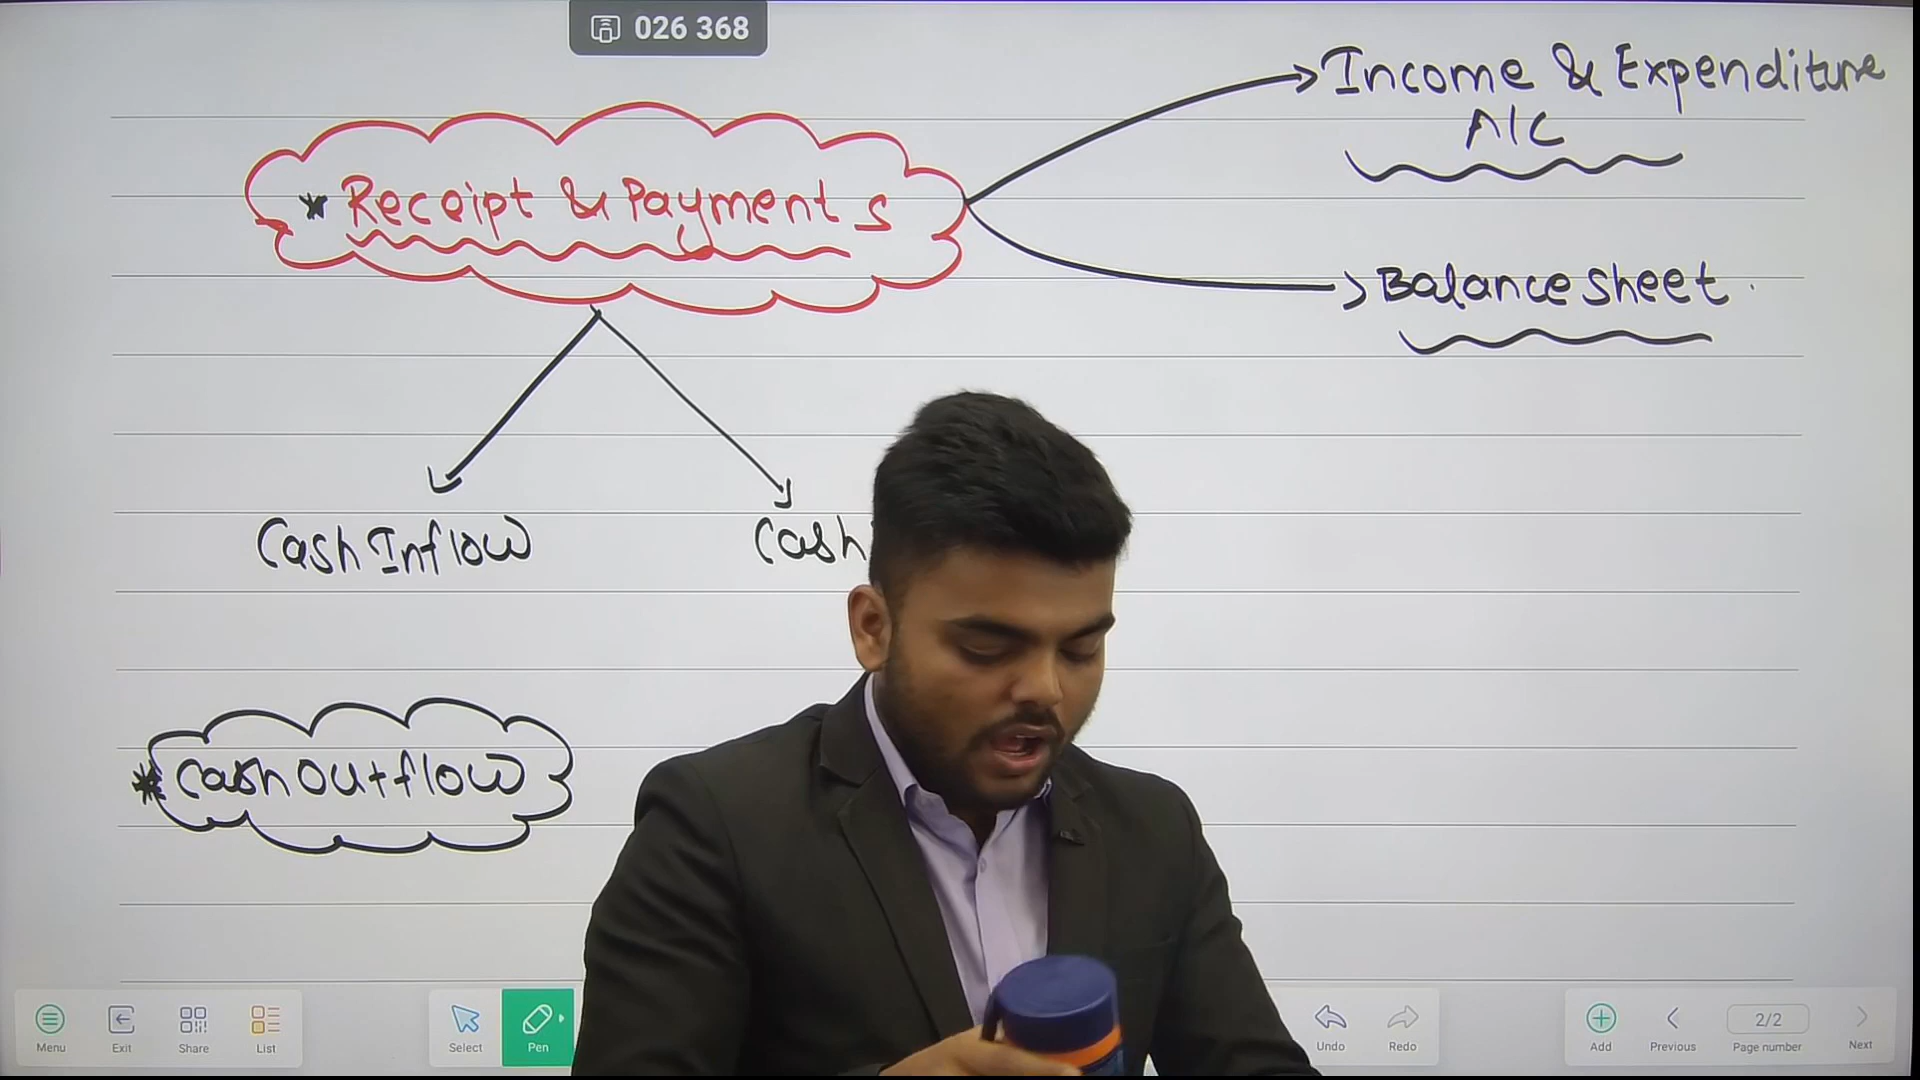 026 368
Income & Expenditure
A/C
* Receipt & Payments
Balance sheet
Cash Inflow
Cash
* Cash Outflow
Menu
Exit
Share
List
Select
Pen
Undo
Redo
Add
Previous
2/2
Page number
Next